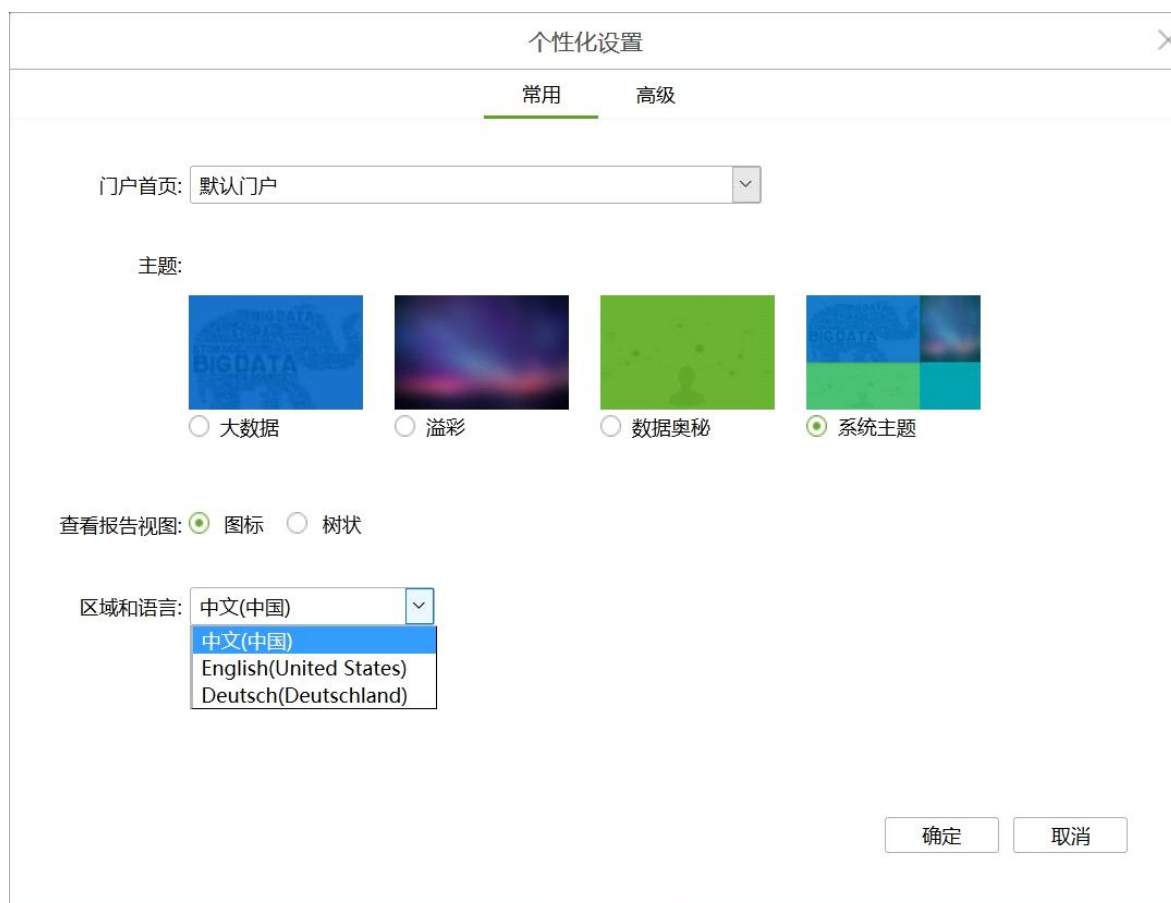 个性化设置
常用 高级
门户首页: 默认门户
主题:
BIGDATA
BIGDATA
BIGDATA
大数据 溢彩 数据奥秘 系统主题
查看报告视图: 图标 树状
区域和语言: 中文(中国)
中文(中国)
English(United States)
Deutsch(Deutschland)
确定 取消